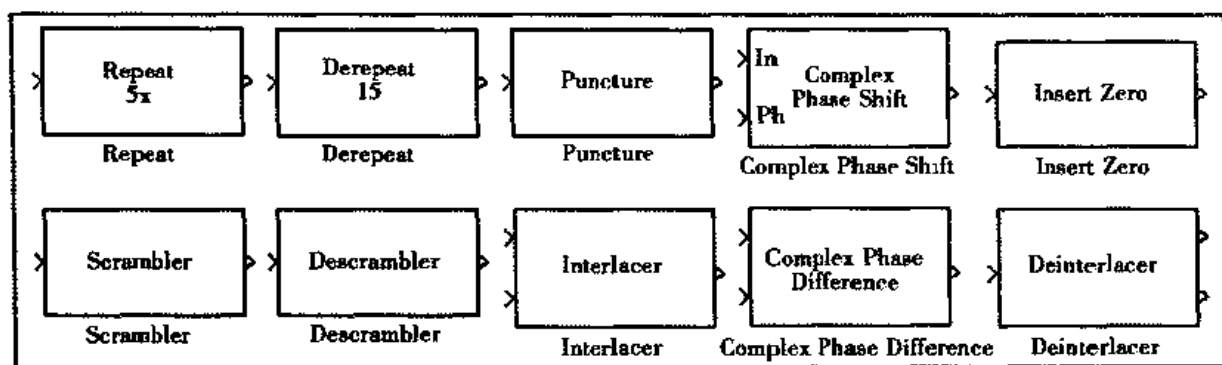 Repeat
5x
Repeat
Derepeat
15
Derepeat
Puncture
Puncture
In
Ph
Complex
Phase Shift
Complex Phase Shift
Insert Zero
Insert Zero
Scrambler
Scrambler
Descrambler
Descrambler
Interlacer
Interlacer
Complex Phase
Difference
Complex Phase Difference
Deinterlacer
Deinterlacer